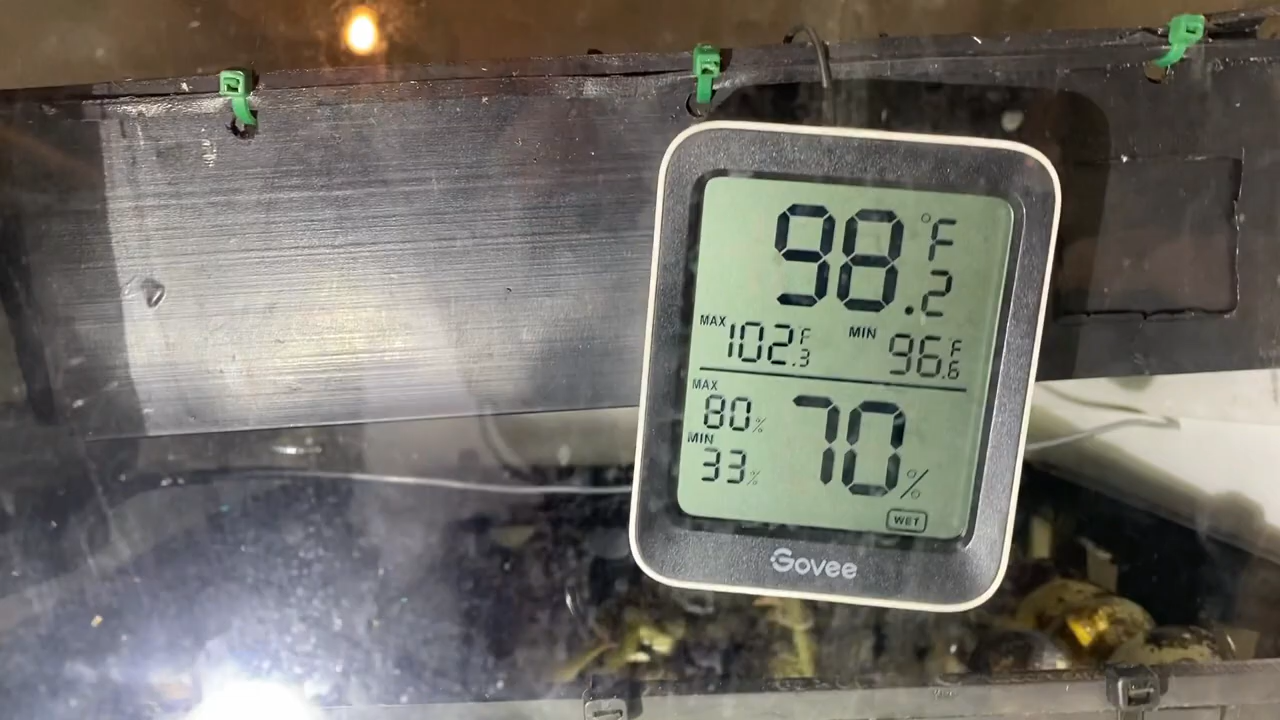 98.2 °F
MAX 102.3 F MIN 96.6 F
MAX 80% 70%
MIN 33%
WET
Govee